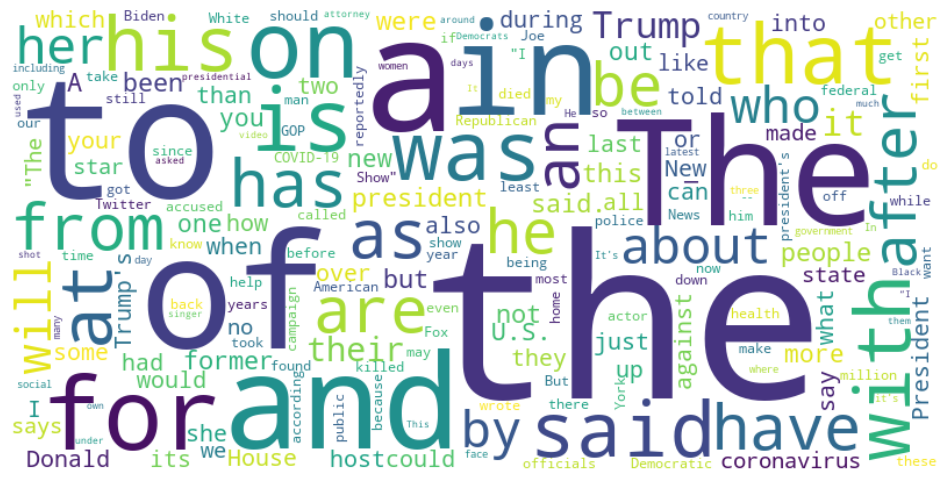 which Biden White were during Trump into other
her his on a in that
including presidential A should if Democrats Joe "I out like get
only take been women days be first
used still than two reportedly It died my He so told who federal much
our to is man Republican between
your you GOP was an last or made it
"The star since has COVID-19 new Show" least this New can
asked video The after
Twitter got president said. all latest three -- him president's off while do
from accused one how called he also police News government In
shot time know when before as show year being most It's about people Black want
will at Trump's day help over but even now state "I
many back singer years American are of the not down health what them
some no took campaign Fox U.S. home actor just against more where
had former found their may they up make million it's
social would killed wrote But there York say President with
I own for and according public because This by said have
says she under face
Donald we its House host could officials Democratic coronavirus these
attorney around country